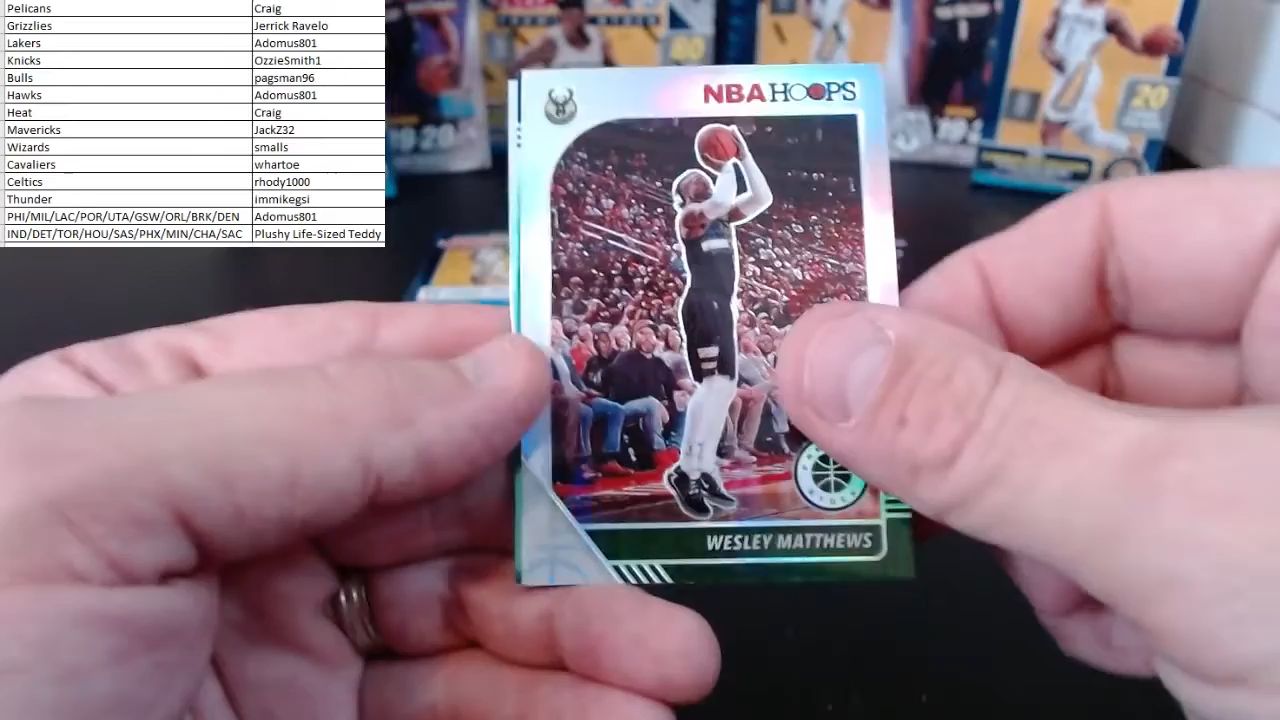 Pelicans Craig
Grizzlies Jerrick Ravelo
Lakers Adomus801
Knicks OzzieSmith1
Bulls pagsman96
Hawks Adomus801
Heat Craig
Mavericks JackZ32
Wizards smalls
Cavaliers whartoe
Celtics rhody1000
Thunder immikegsi
PHI/MIL/LAC/POR/UTA/GSW/ORL/BRK/DEN Adomus801
IND/DET/TOR/HOU/SAS/PHX/MIN/CHA/SAC Plushy Life-Sized Teddy
NBA HOOPS
WESLEY MATTHEWS
20